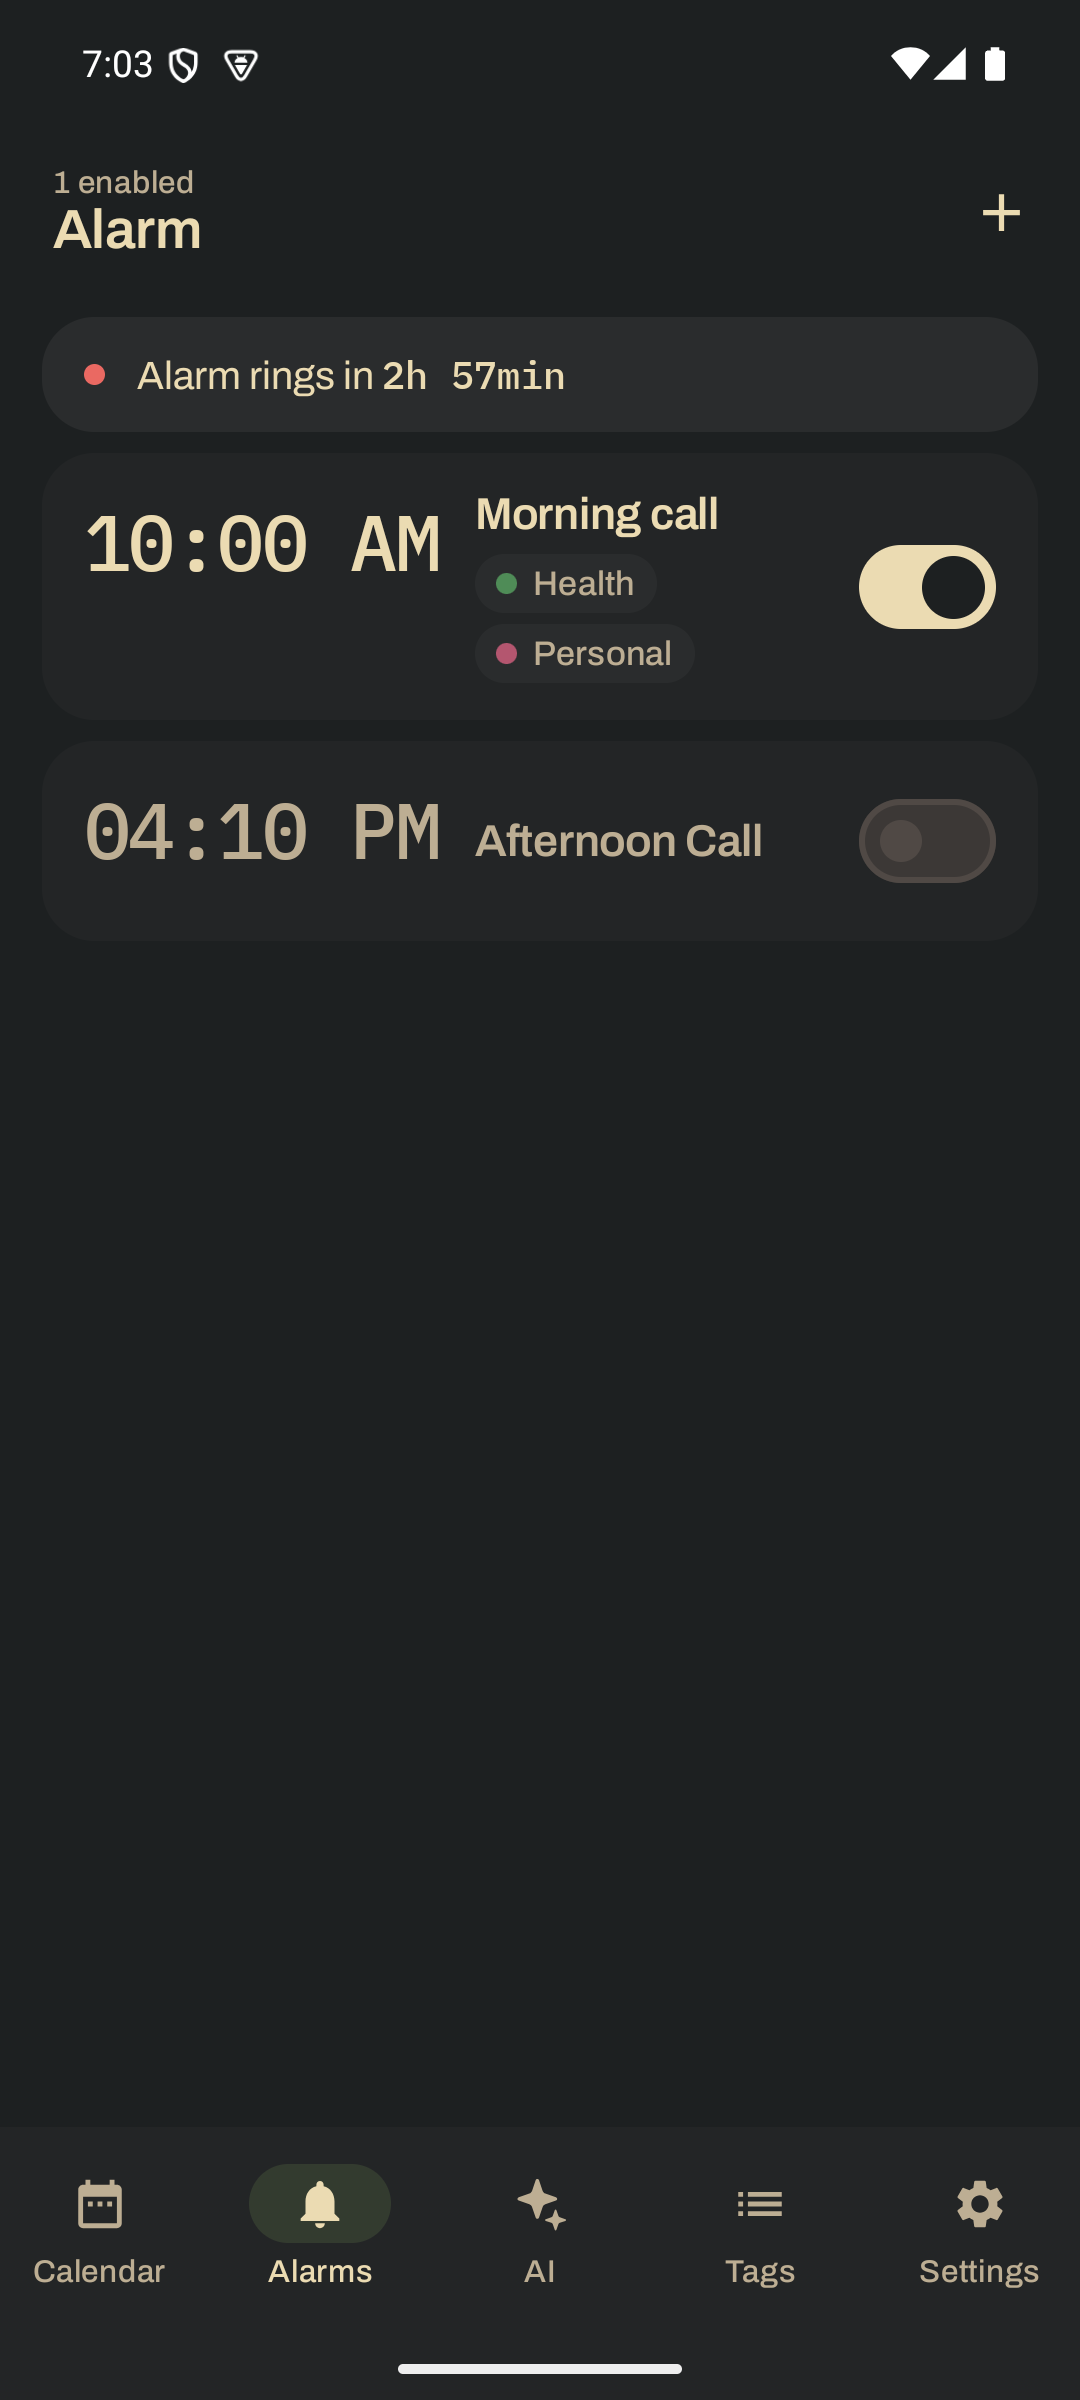 7:03
1 enabled
Alarm
Alarm rings in 2h 57min
10:00 AM
Morning call
Health
Personal
04:10 PM
Afternoon Call
Calendar
Alarms
AI
Tags
Settings